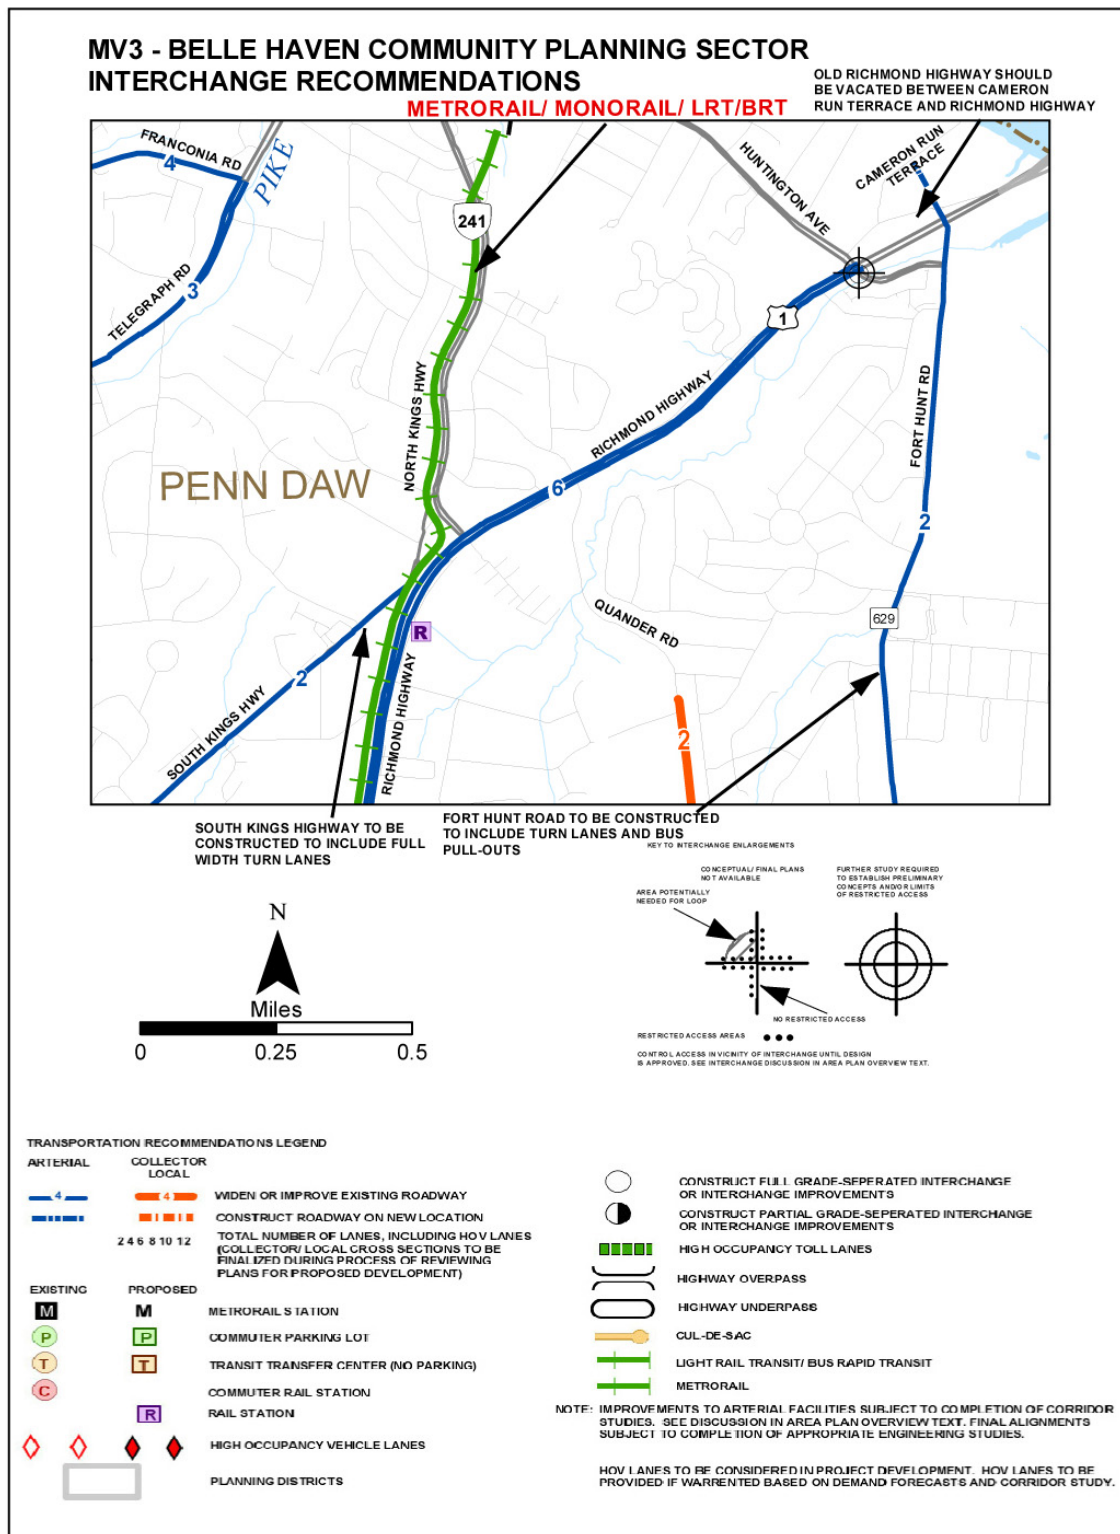 MV3 - BELLE HAVEN COMMUNITY PLANNING SECTOR
INTERCHANGE RECOMMENDATIONS
METRORAIL/ MONORAIL/ LRT/BRT
OLD RICHMOND HIGHWAY SHOULD
BE VACATED BETWEEN CAMERON
RUN TERRACE AND RICHMOND HIGHWAY
FRANCONIA RD
4
PIKE
241
HUNTINGTON AVE
CAMERON RUN
TERRACE
TELEGRAPH RD
3
1
NORTH KINGS HWY
RICHMOND HIGHWAY
FORT HUNT RD
PENN DAW
6
2
QUANDER RD
629
R
SOUTH KINGS HWY
2
RICHMOND HIGHWAY
2
SOUTH KINGS HIGHWAY TO BE
CONSTRUCTED TO INCLUDE FULL
WIDTH TURN LANES
FORT HUNT ROAD TO BE CONSTRUCTED
TO INCLUDE TURN LANES AND BUS
PULL-OUTS
KEY TO INTERCHANGE ENLARGEMENTS
CONCEPTUAL/ FINAL PLANS
NOT AVAILABLE
FURTHER STUDY REQUIRED
TO ESTABLISH PRELIMINARY
CONCEPTS AND/OR LIMITS
OF RESTRICTED ACCESS
AREA POTENTIALLY
NEEDED FOR LOOP
NO RESTRICTED ACCESS
RESTRICTED ACCESS AREAS
CONTROL ACCESS IN VICINITY OF INTERCHANGE UNTIL DESIGN
IS APPROVED. SEE INTERCHANGE DISCUSSION IN AREA PLAN OVERVIEW TEXT.
N
Miles
0 0.25 0.5
TRANSPORTATION RECOMMENDATIONS LEGEND
ARTERIAL COLLECTOR
LOCAL
4 4 WIDEN OR IMPROVE EXISTING ROADWAY
CONSTRUCT ROADWAY ON NEW LOCATION
2 4 6 8 10 12 TOTAL NUMBER OF LANES, INCLUDING HOV LANES
(COLLECTOR/ LOCAL CROSS SECTIONS TO BE
FINALIZED DURING PROCESS OF REVIEWING
PLANS FOR PROPOSED DEVELOPMENT)
EXISTING PROPOSED
M M METRORAIL STATION
P P COMMUTER PARKING LOT
T T TRANSIT TRANSFER CENTER (NO PARKING)
C COMMUTER RAIL STATION
R RAIL STATION
HIGH OCCUPANCY VEHICLE LANES
PLANNING DISTRICTS
CONSTRUCT FULL GRADE-SEPERATED INTERCHANGE
OR INTERCHANGE IMPROVEMENTS
CONSTRUCT PARTIAL GRADE-SEPERATED INTERCHANGE
OR INTERCHANGE IMPROVEMENTS
HIGH OCCUPANCY TOLL LANES
HIGHWAY OVERPASS
HIGHWAY UNDERPASS
CUL-DE-SAC
LIGHT RAIL TRANSIT/ BUS RAPID TRANSIT
METRORAIL
NOTE: IMPROVEMENTS TO ARTERIAL FACILITIES SUBJECT TO COMPLETION OF CORRIDOR
STUDIES. SEE DISCUSSION IN AREA PLAN OVERVIEW TEXT. FINAL ALIGNMENTS
SUBJECT TO COMPLETION OF APPROPRIATE ENGINEERING STUDIES.
HOV LANES TO BE CONSIDERED IN PROJECT DEVELOPMENT. HOV LANES TO BE
PROVIDED IF WARRENTED BASED ON DEMAND FORECASTS AND CORRIDOR STUDY.